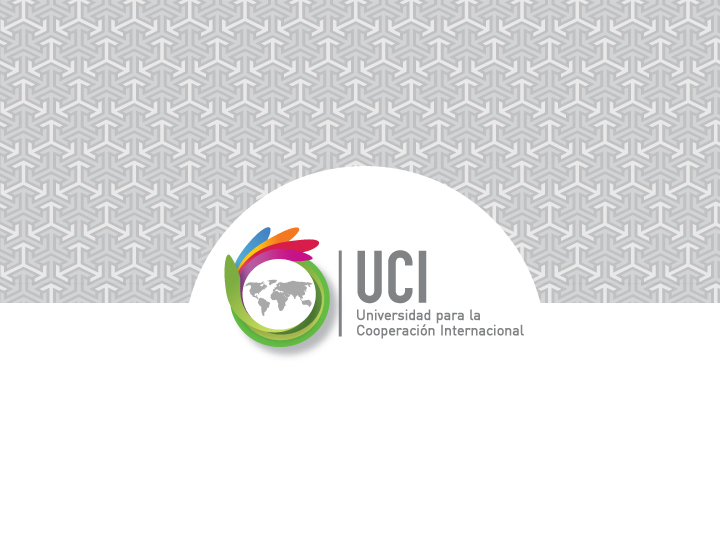 UCI
Universidad para la
Cooperación Internacional